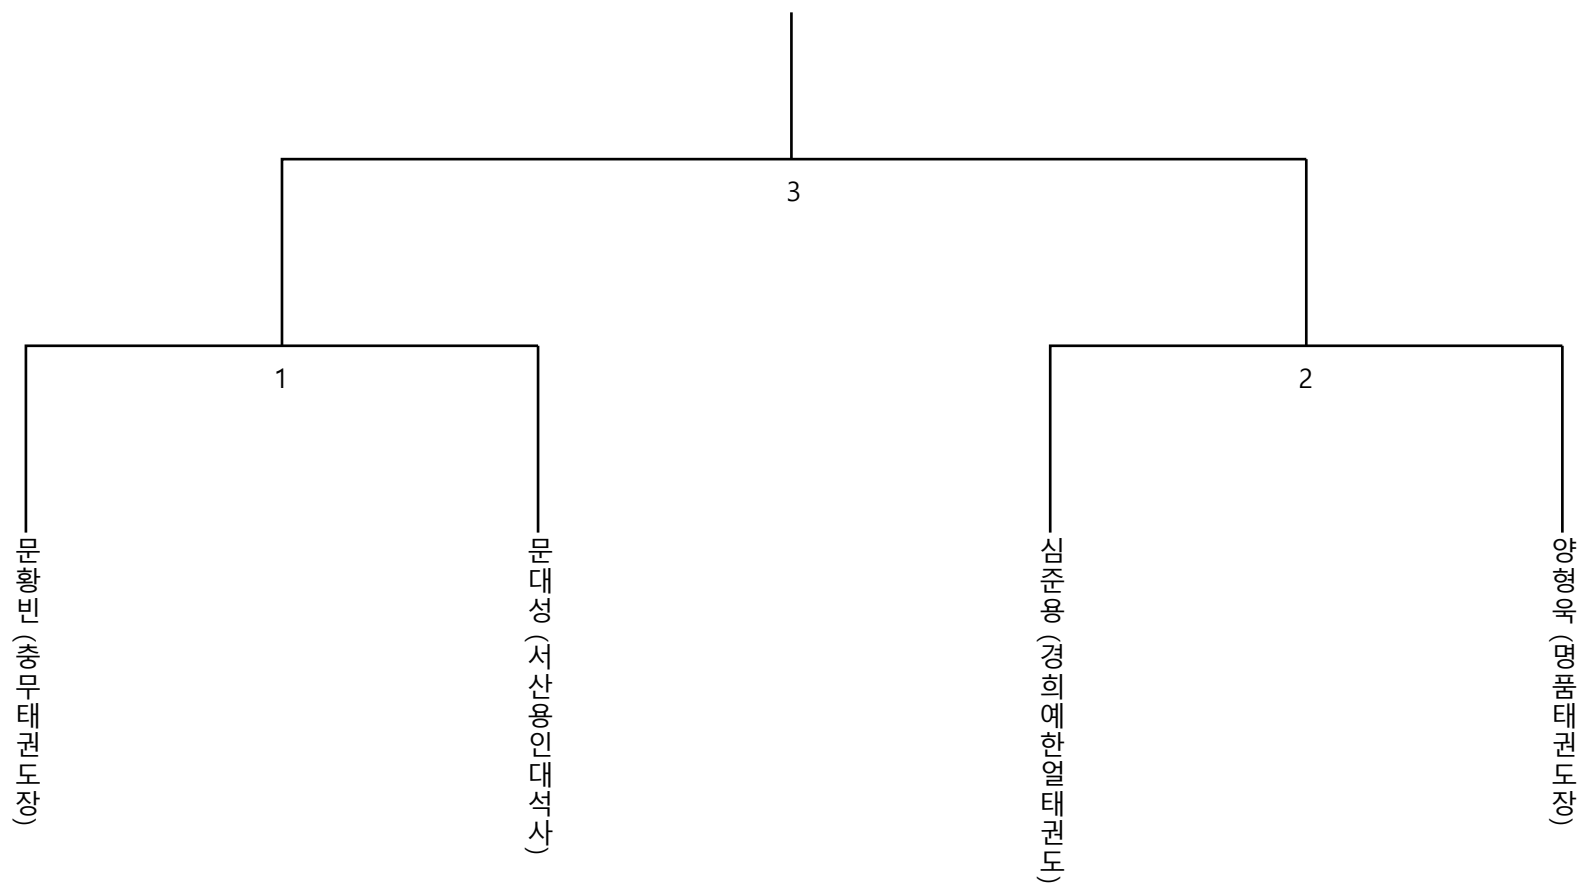 3
1
2
문황빈 (충무태권도장)
문대성 (서산용인대석사)
심준용 (경희예한얼태권도)
양형욱 (명품태권도장)